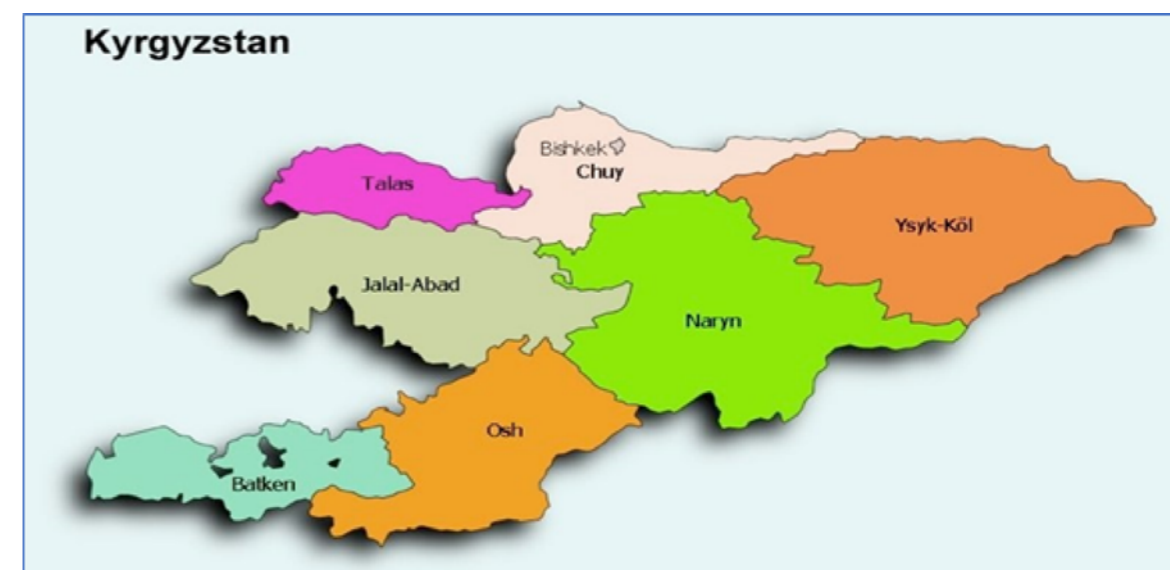 Kyrgyzstan
Bishkek
Chuy
Talas
Ysyk-Köl
Jalal-Abad
Naryn
Osh
Batken